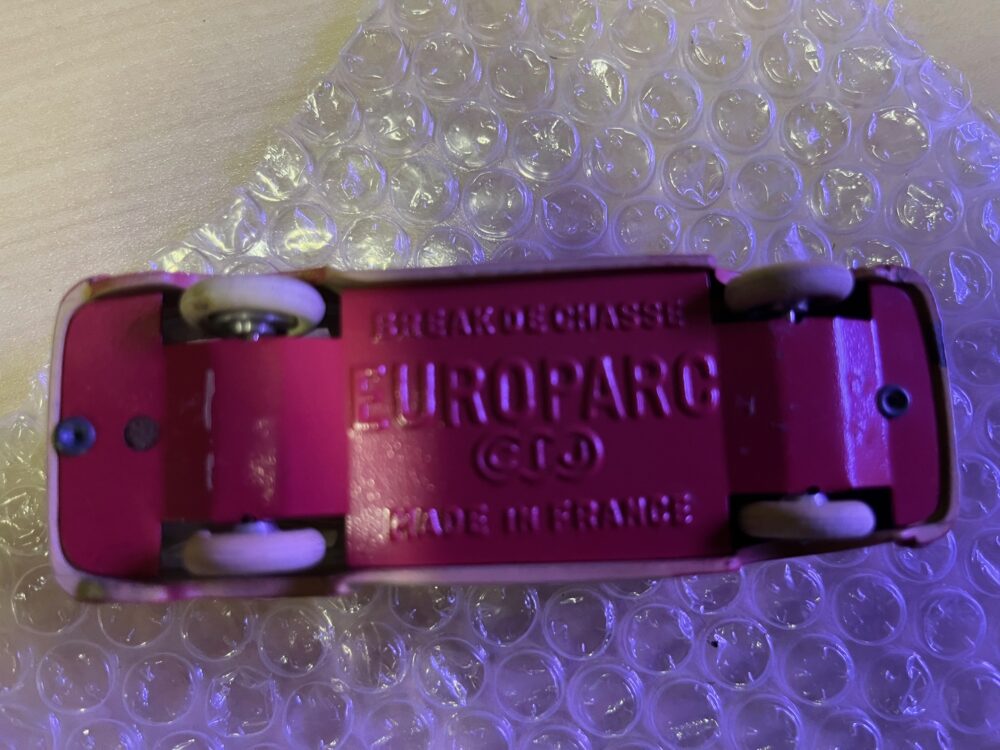 BREAK DE CHASSE
EUROPARC
CIJ
MADE IN FRANCE